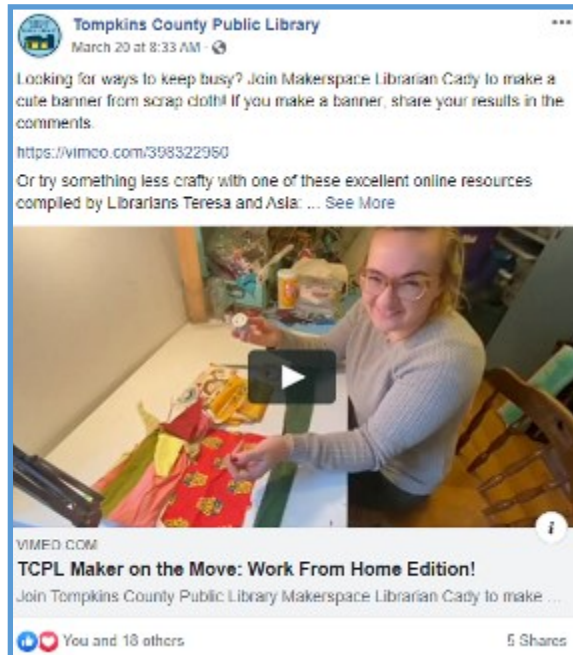 Tompkins County Public Library
March 20 at 8:33 AM ·
Looking for ways to keep busy? Join Makerspace Librarian Cady to make a
cute banner from scrap cloth! If you make a banner, share your results in the
comments.
https://vimeo.com/398322950
Or try something less crafty with one of these excellent online resources
compiled by Librarians Teresa and Asia: ... See More
VIMEO.COM
TCPL Maker on the Move: Work From Home Edition!
Join Tompkins County Public Library Makerspace Librarian Cady to make ...
You and 18 others
5 Shares